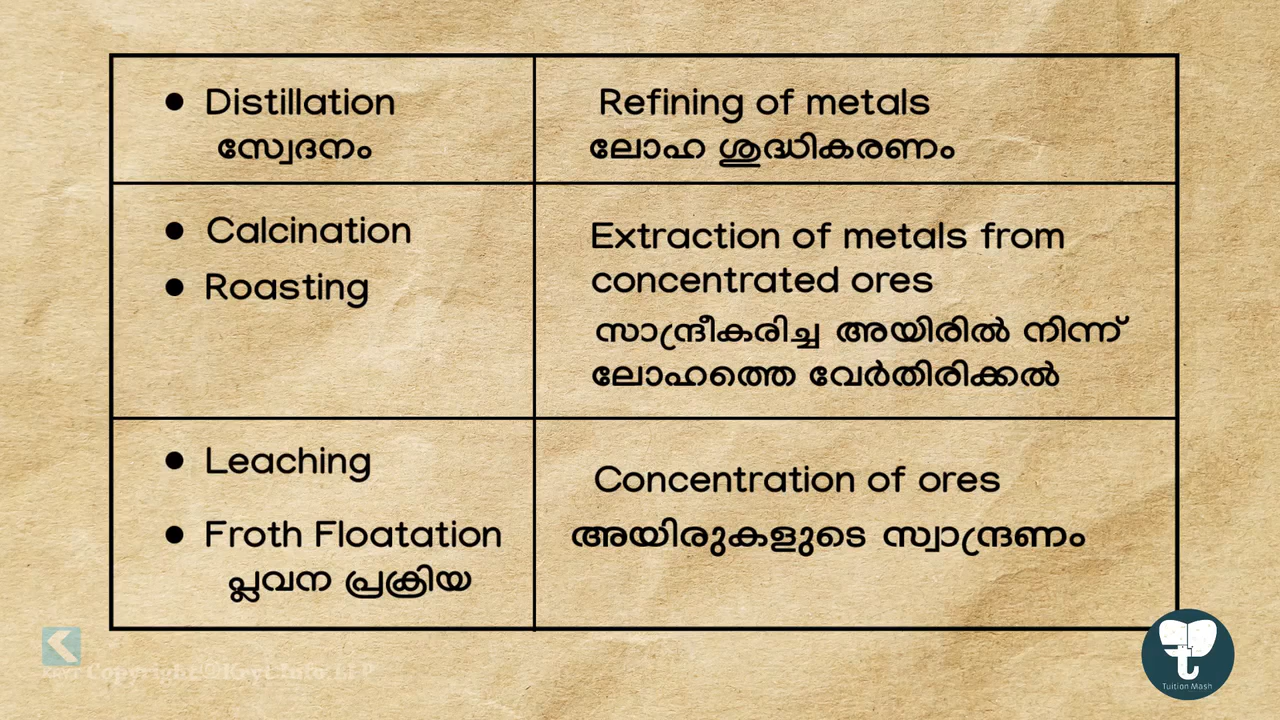 • Distillation
സ്വേദനം
Refining of metals
ലോഹ ശുദ്ധികരണം
• Calcination
• Roasting
Extraction of metals from
concentrated ores
സാന്ദ്രീകരിച്ച അയിരിൽ നിന്ന്
ലോഹത്തെ വേർതിരിക്കൽ
• Leaching
• Froth Floatation
പ്ലവന പ്രക്രിയ
Concentration of ores
അയിരുകളുടെ സ്വാന്ദ്രണം
Copyright
Tuition Mash